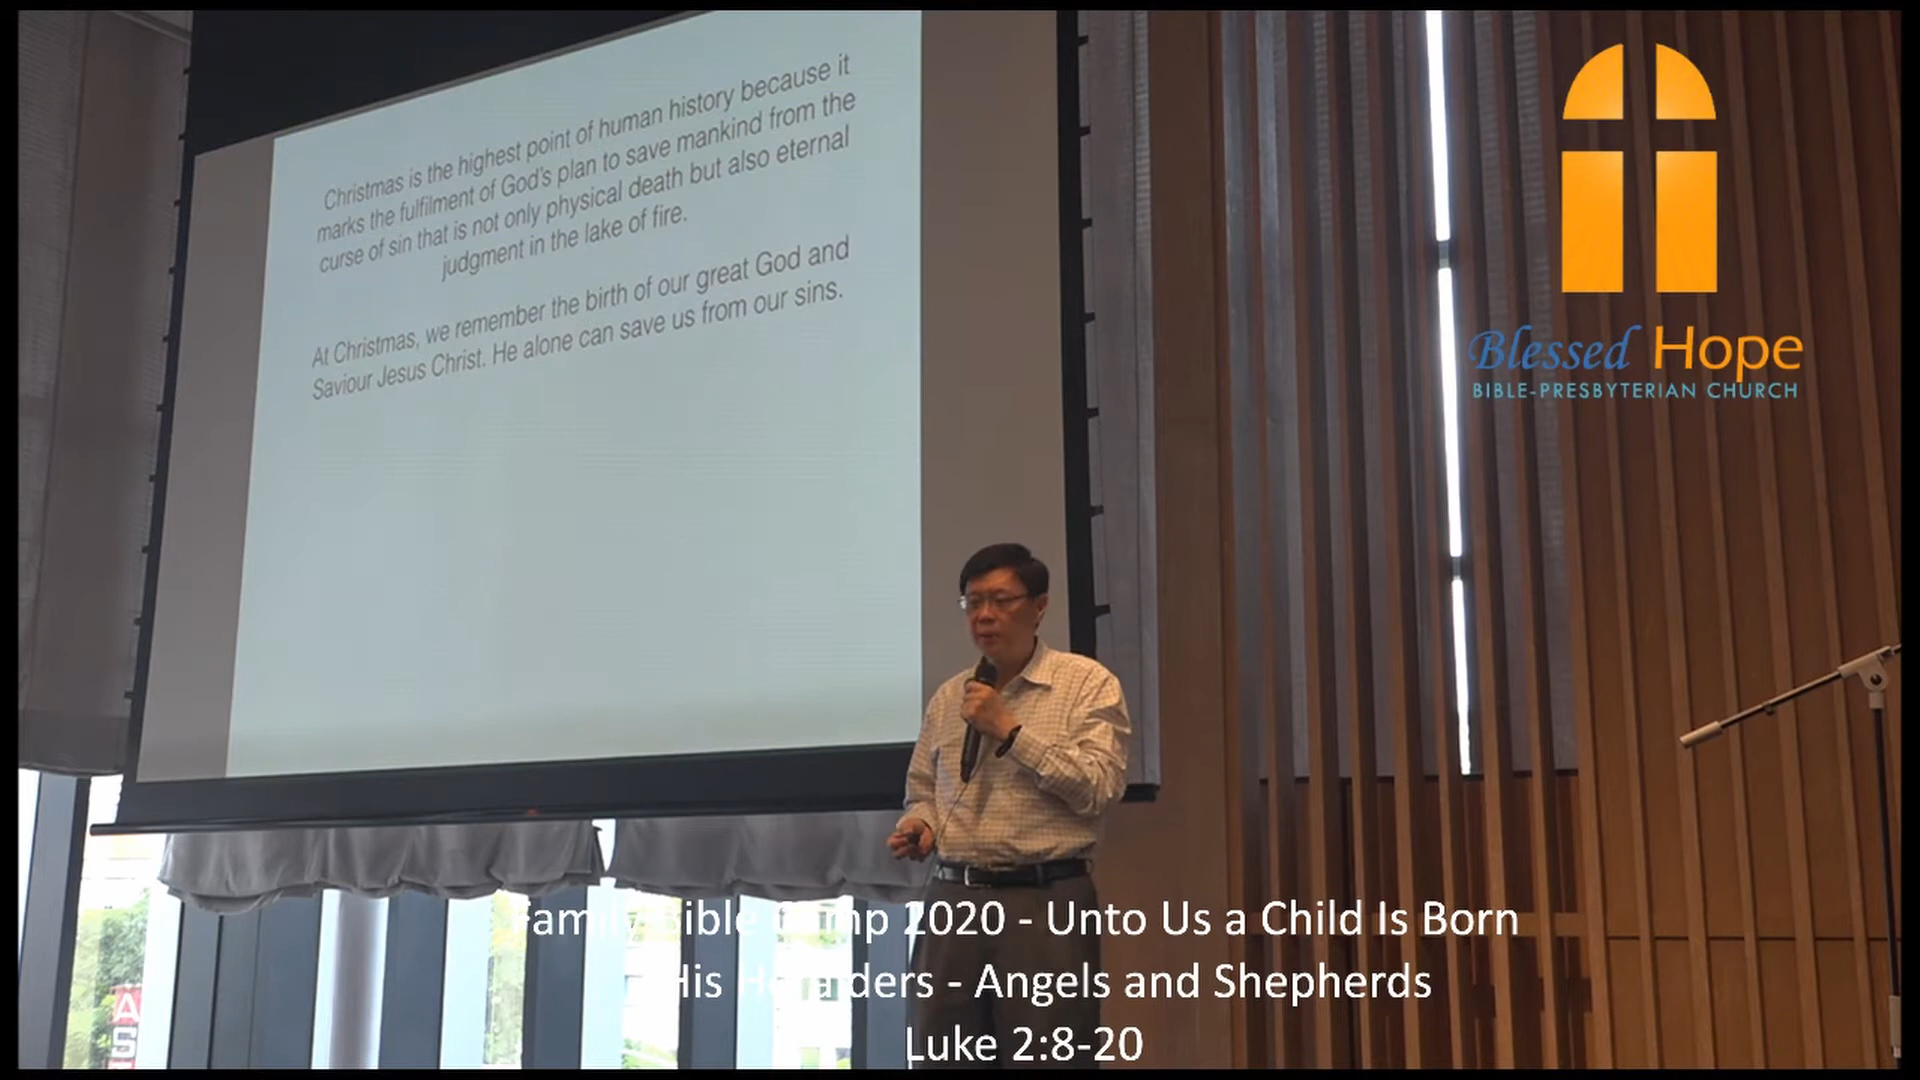 Christmas is the highest point of human history because it
marks the fulfilment of God's plan to save mankind from the
curse of sin that is not only physical death but also eternal
judgment in the lake of fire.
At Christmas, we remember the birth of our great God and
Saviour Jesus Christ. He alone can save us from our sins.
Blessed Hope
BIBLE-PRESBYTERIAN CHURCH
Family Bible Camp 2020 - Unto Us a Child Is Born
His Heralders - Angels and Shepherds
Luke 2:8-20